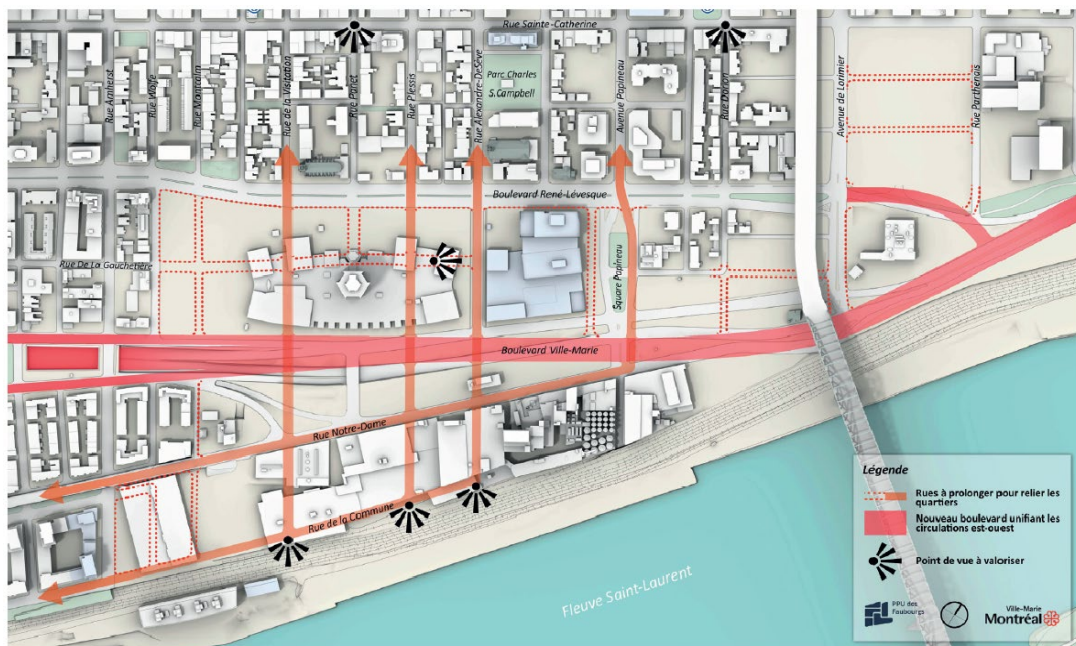 Rue Sainte-Catherine
Rue Amherst
Rue Wolfe
Rue Montcalm
Rue de la Visitation
Rue Panet
Rue Plessis
Rue Alexandre-DeSève
Parc Charles
S.Campbell
Avenue Papineau
Rue Dorion
Avenue de Lorimier
Rue Parthenais
Boulevard René-Lévesque
Rue De La Gauchetière
Square Papineau
Boulevard Ville-Marie
Rue Notre-Dame
Rue de la Commune
Fleuve Saint-Laurent
Légende
Rues à prolonger pour relier les
quartiers
Nouveau boulevard unifiant les
circulations est-ouest
Point de vue à valoriser
PPU des
Faubourgs
Ville-Marie
Montréal